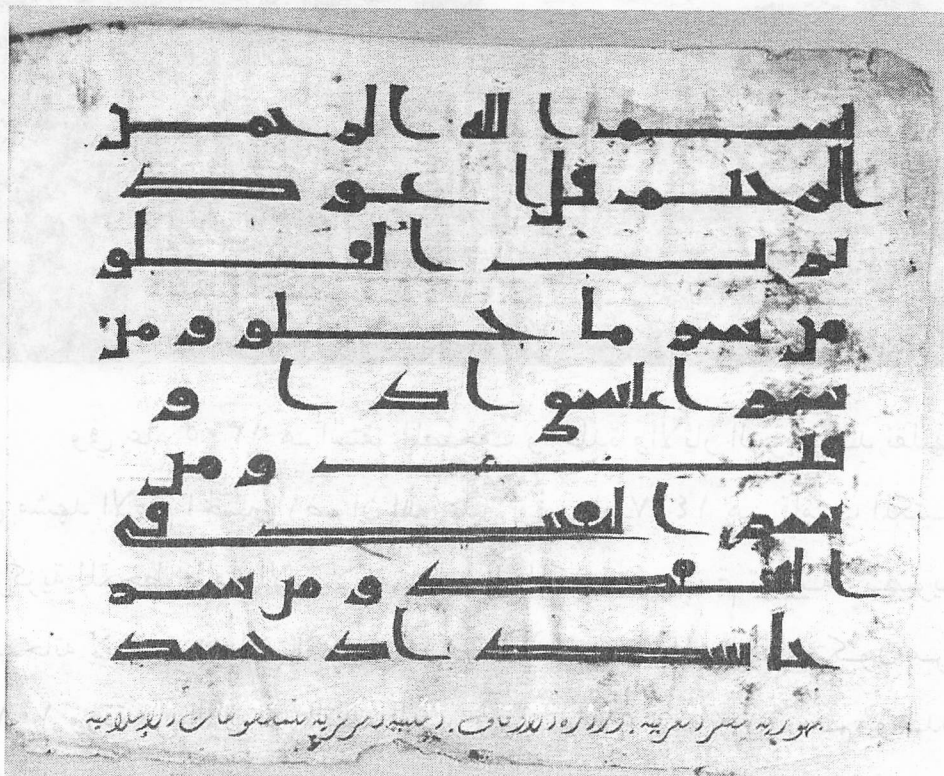 بسم الله الرحمن
الرحيم قل اعوذ
برب الفلق
من شر ما خلق ومن
شر غاسق اذا و
قب ومن
شر النفثت في
العقد ومن شر
حاسد اذا حسد
جمهورية مصر العربية . وزارة الاوقاف . المكتبة المركزية للمخطوطات الإسلامية